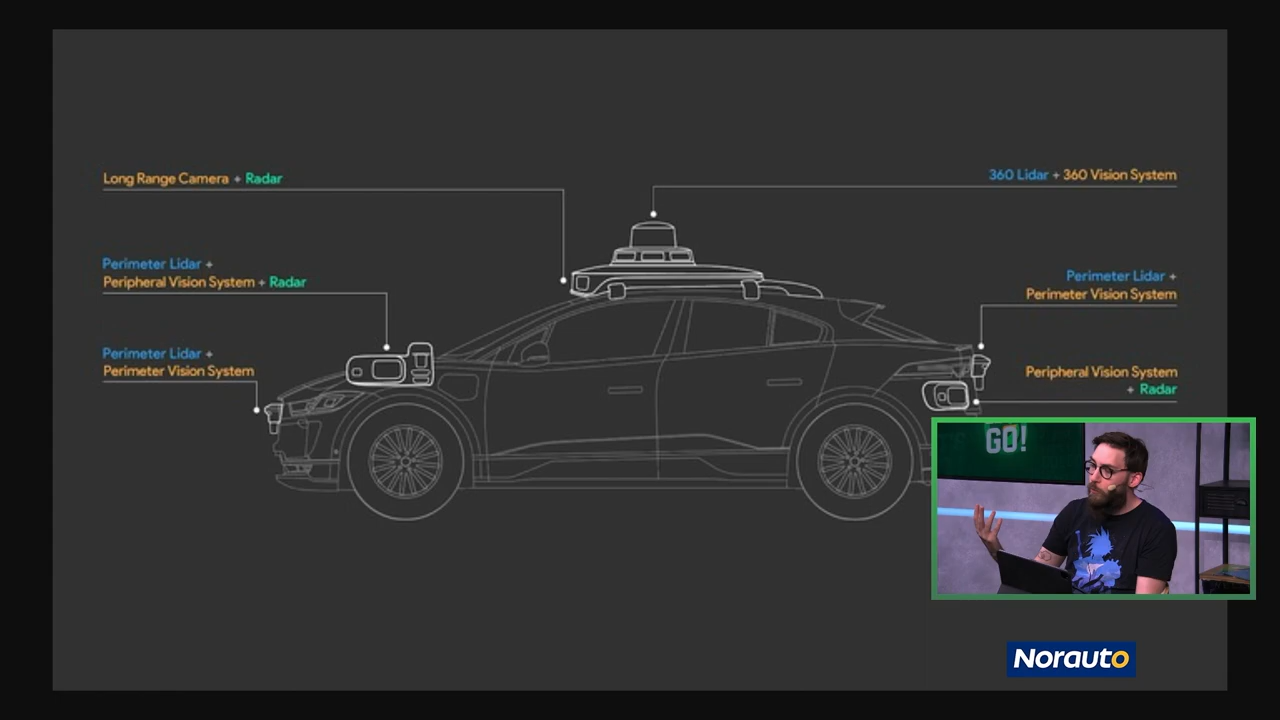 Long Range Camera + Radar
360 Lidar + 360 Vision System
Perimeter Lidar +
Peripheral Vision System + Radar
Perimeter Lidar +
Perimeter Vision System
Perimeter Lidar +
Perimeter Vision System
Peripheral Vision System
+ Radar
GO!
Norauto